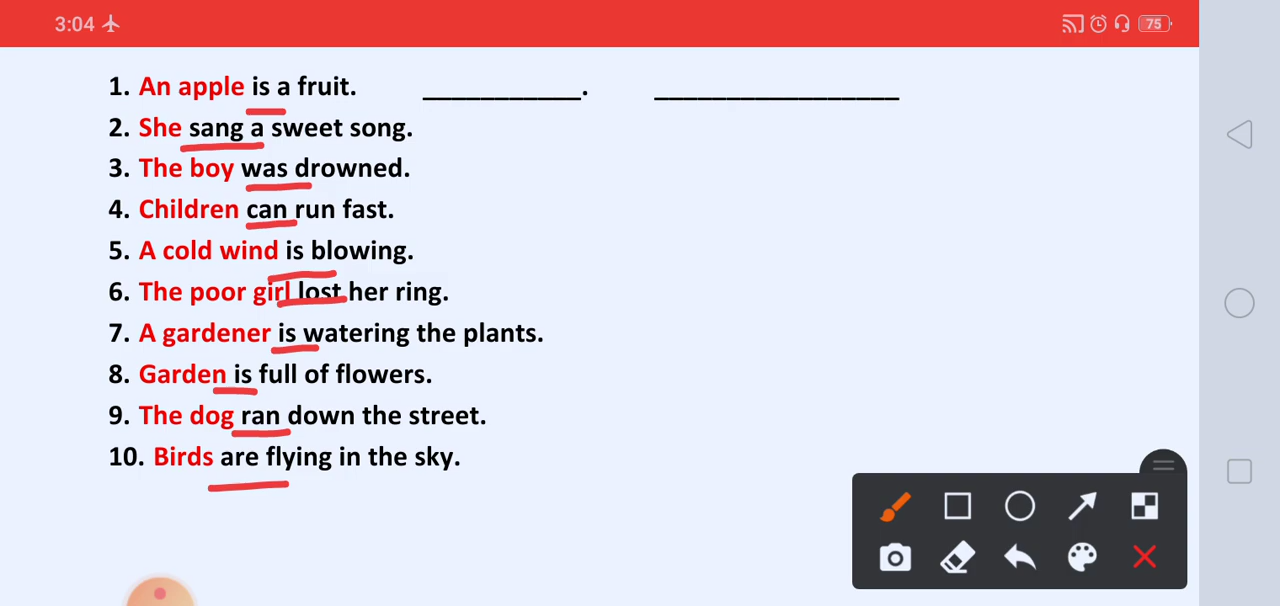 3:04
75
1. An apple is a fruit. ___________. _________________
2. She sang a sweet song.
3. The boy was drowned.
4. Children can run fast.
5. A cold wind is blowing.
6. The poor girl lost her ring.
7. A gardener is watering the plants.
8. Garden is full of flowers.
9. The dog ran down the street.
10. Birds are flying in the sky.